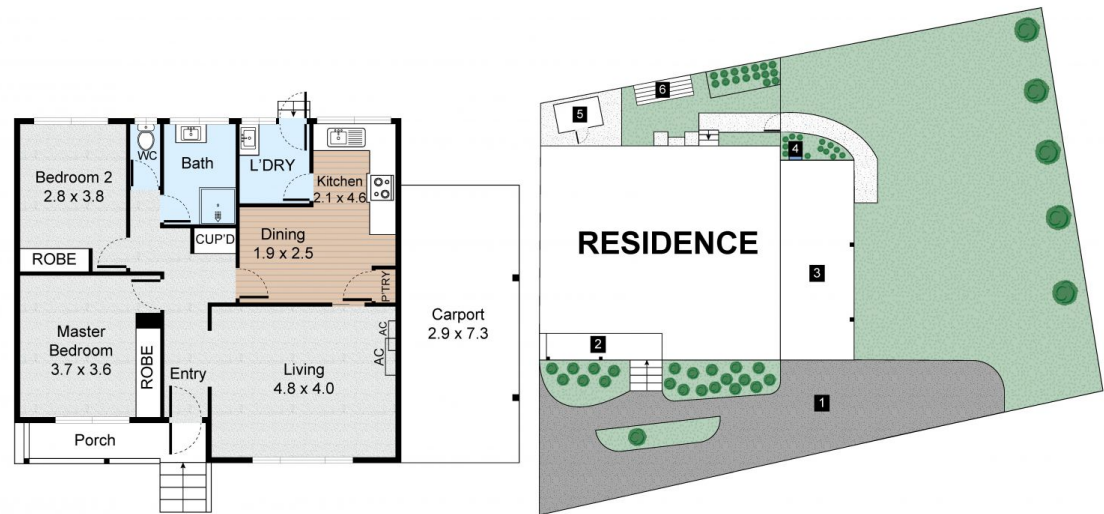 Bedroom 2
2.8 x 3.8
WC
Bath
L'DRY
Kitchen
2.1 x 4.6
Dining
1.9 x 2.5
CUP'D
ROBE
P'TRY
Master
Bedroom
3.7 x 3.6
ROBE
Entry
Living
4.8 x 4.0
AC
AC
Carport
2.9 x 7.3
Porch
RESIDENCE
5
6
4
3
2
1